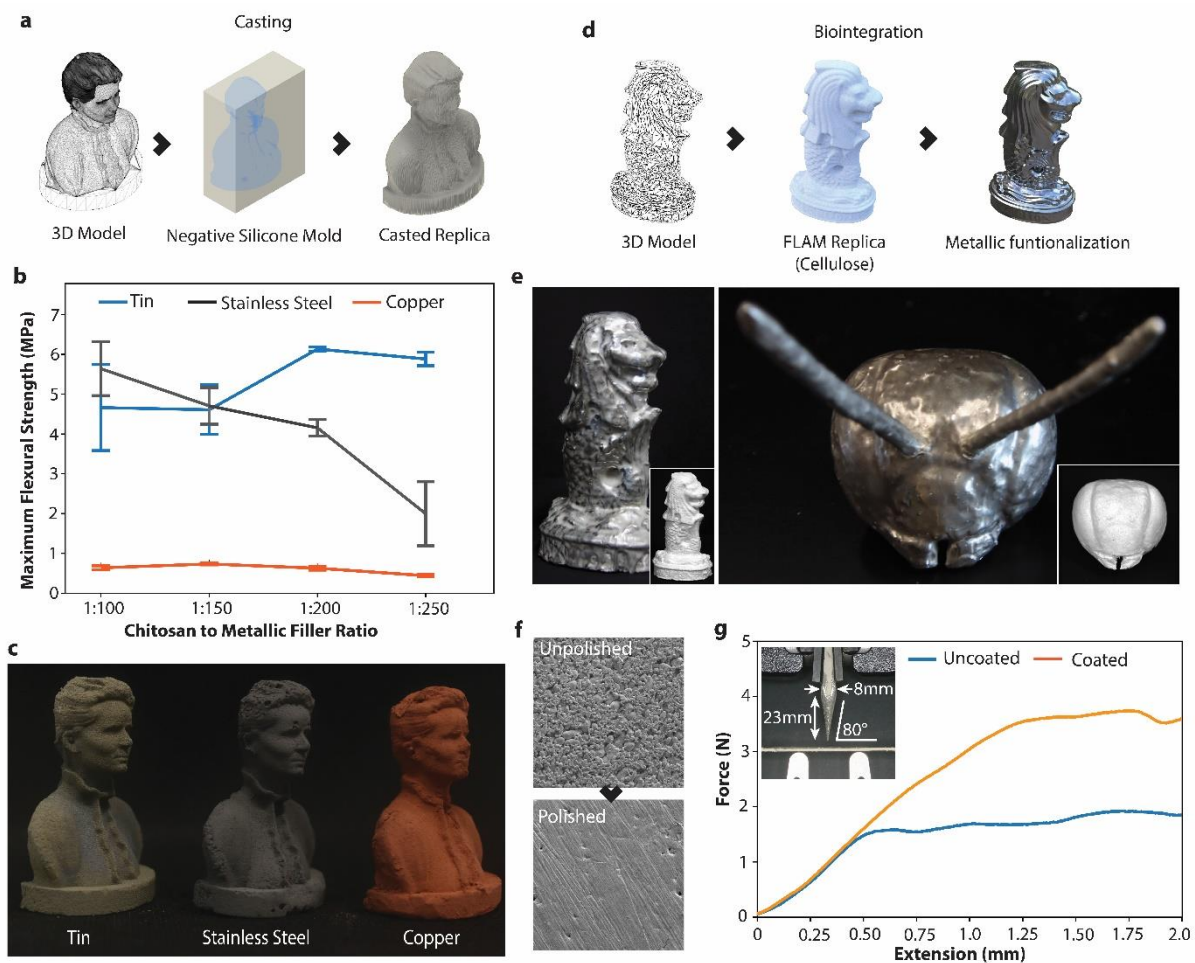 a
Casting
3D Model
Negative Silicone Mold
Casted Replica
d
Biointegration
3D Model
FLAM Replica
(Cellulose)
Metallic funtionalization
b
Tin
Stainless Steel
Copper
Maximum Flexural Strength (MPa)
7
6
5
4
3
2
1
0
1:100
1:150
1:200
1:250
Chitosan to Metallic Filler Ratio
e
c
Tin
Stainless Steel
Copper
f
Unpolished
Polished
g
Uncoated
Coated
8mm
23mm
80°
Force (N)
5
4
3
2
1
0
0
0.25
0.50
0.75
1.0
1.25
1.50
1.75
2.0
Extension (mm)